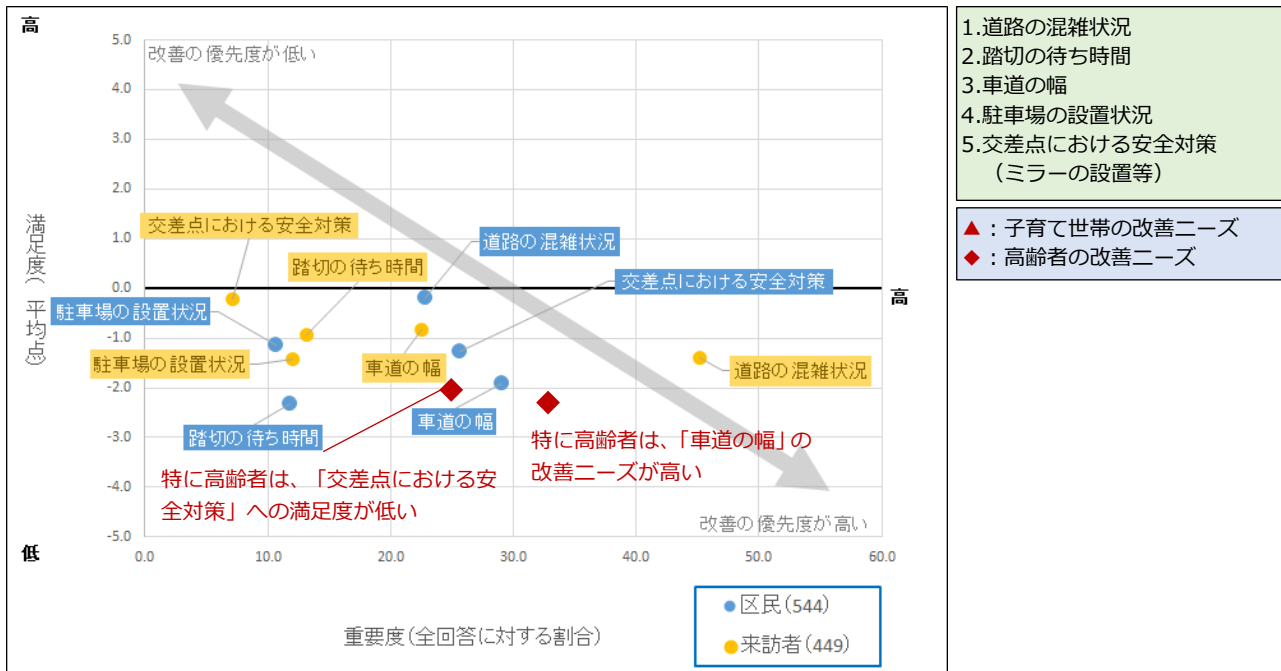 高
5.0
改善の優先度が低い
4.0
3.0
2.0
交差点における安全対策
道路の混雑状況
1.0
踏切の待ち時間
交差点における安全対策
0.0
高
駐車場の設置状況
-1.0
駐車場の設置状況
車道の幅
道路の混雑状況
-2.0
車道の幅
踏切の待ち時間
-3.0
特に高齢者は、「車道の幅」の
改善ニーズが高い
特に高齢者は、「交差点における安
全対策」への満足度が低い
-4.0
改善の優先度が高い
-5.0
低
0.0 10.0 20.0 30.0 40.0 50.0 60.0
満足度(平均点)
重要度(全回答に対する割合)
区民(544)
来訪者(449)
1.道路の混雑状況
2.踏切の待ち時間
3.車道の幅
4.駐車場の設置状況
5.交差点における安全対策
(ミラーの設置等)
▲:子育て世帯の改善ニーズ
◆:高齢者の改善ニーズ